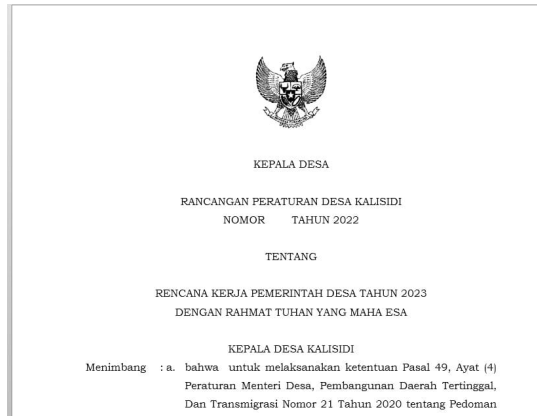 KEPALA DESA
RANCANGAN PERATURAN DESA KALISIDI
NOMOR TAHUN 2022
TENTANG
RENCANA KERJA PEMERINTAH DESA TAHUN 2023
DENGAN RAHMAT TUHAN YANG MAHA ESA
KEPALA DESA KALISIDI
Menimbang : a. bahwa untuk melaksanakan ketentuan Pasal 49, Ayat (4)
Peraturan Menteri Desa, Pembangunan Daerah Tertinggal,
Dan Transmigrasi Nomor 21 Tahun 2020 tentang Pedoman